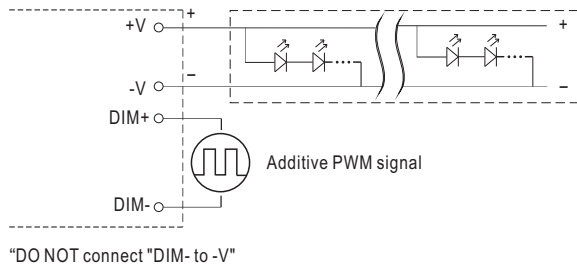 +V
+
+
-V
−
−
DIM+
Additive PWM signal
DIM-
“DO NOT connect "DIM- to -V"